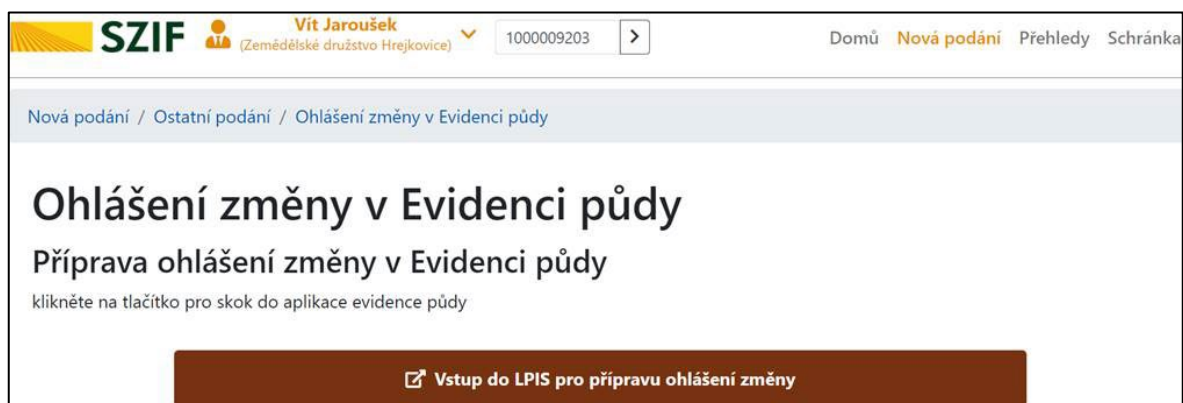 SZIF
Vít Jaroušek
(Zemědělské družstvo Hrejkovice)
1000009203
Domů Nová podání Přehledy Schránka
Nová podání / Ostatní podání / Ohlášení změny v Evidenci půdy
Ohlášení změny v Evidenci půdy
Příprava ohlášení změny v Evidenci půdy
klikněte na tlačítko pro skok do aplikace evidence půdy
Vstup do LPIS pro přípravu ohlášení změny